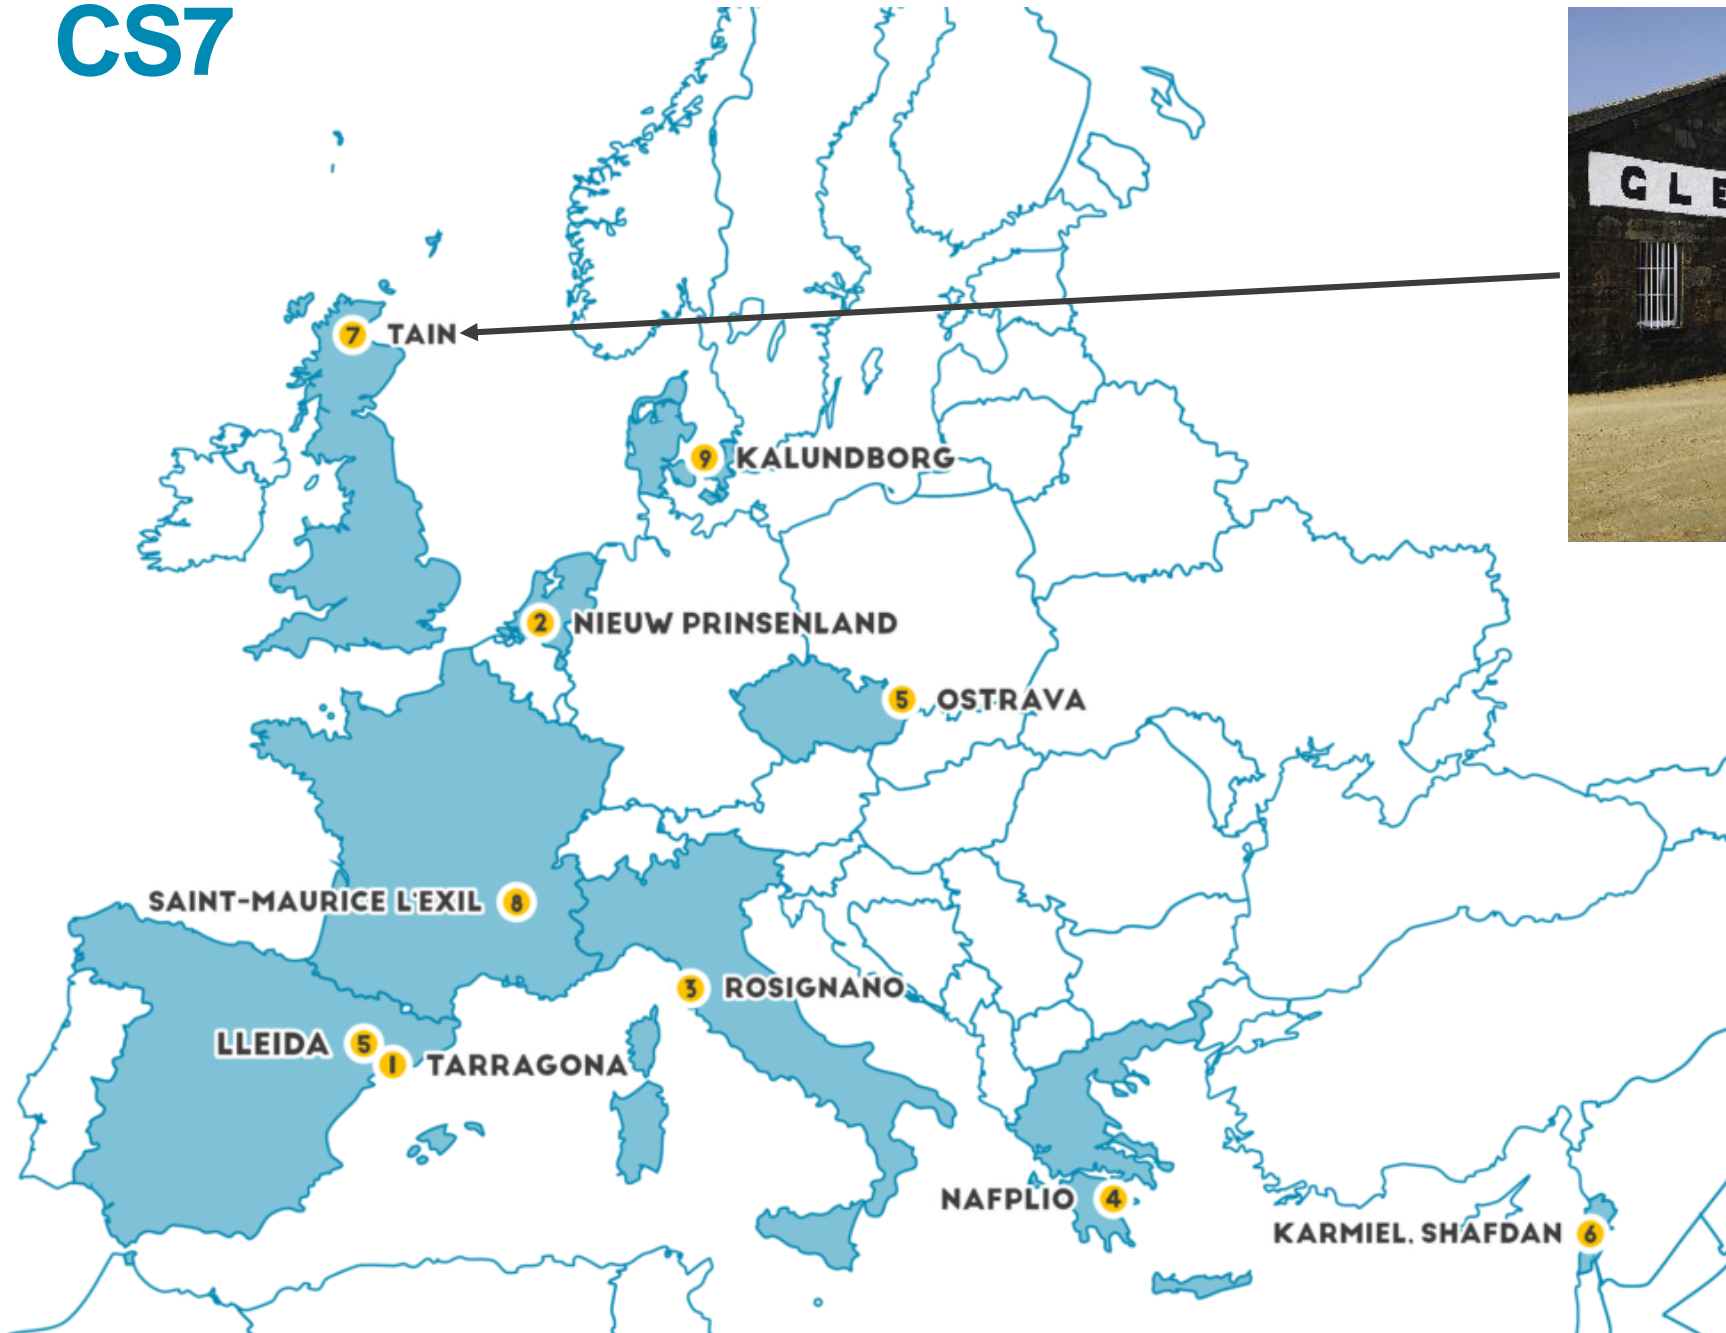 CS7
GLE
7 TAIN
9 KALUNDBORG
2 NIEUW PRINSENLAND
5 OSTRAVA
SAINT-MAURICE L'EXIL 8
3 ROSIGNANO
LLEIDA 5
1 TARRAGONA
NAFPLIO 4
KARMIEL, SHAFDAN 6